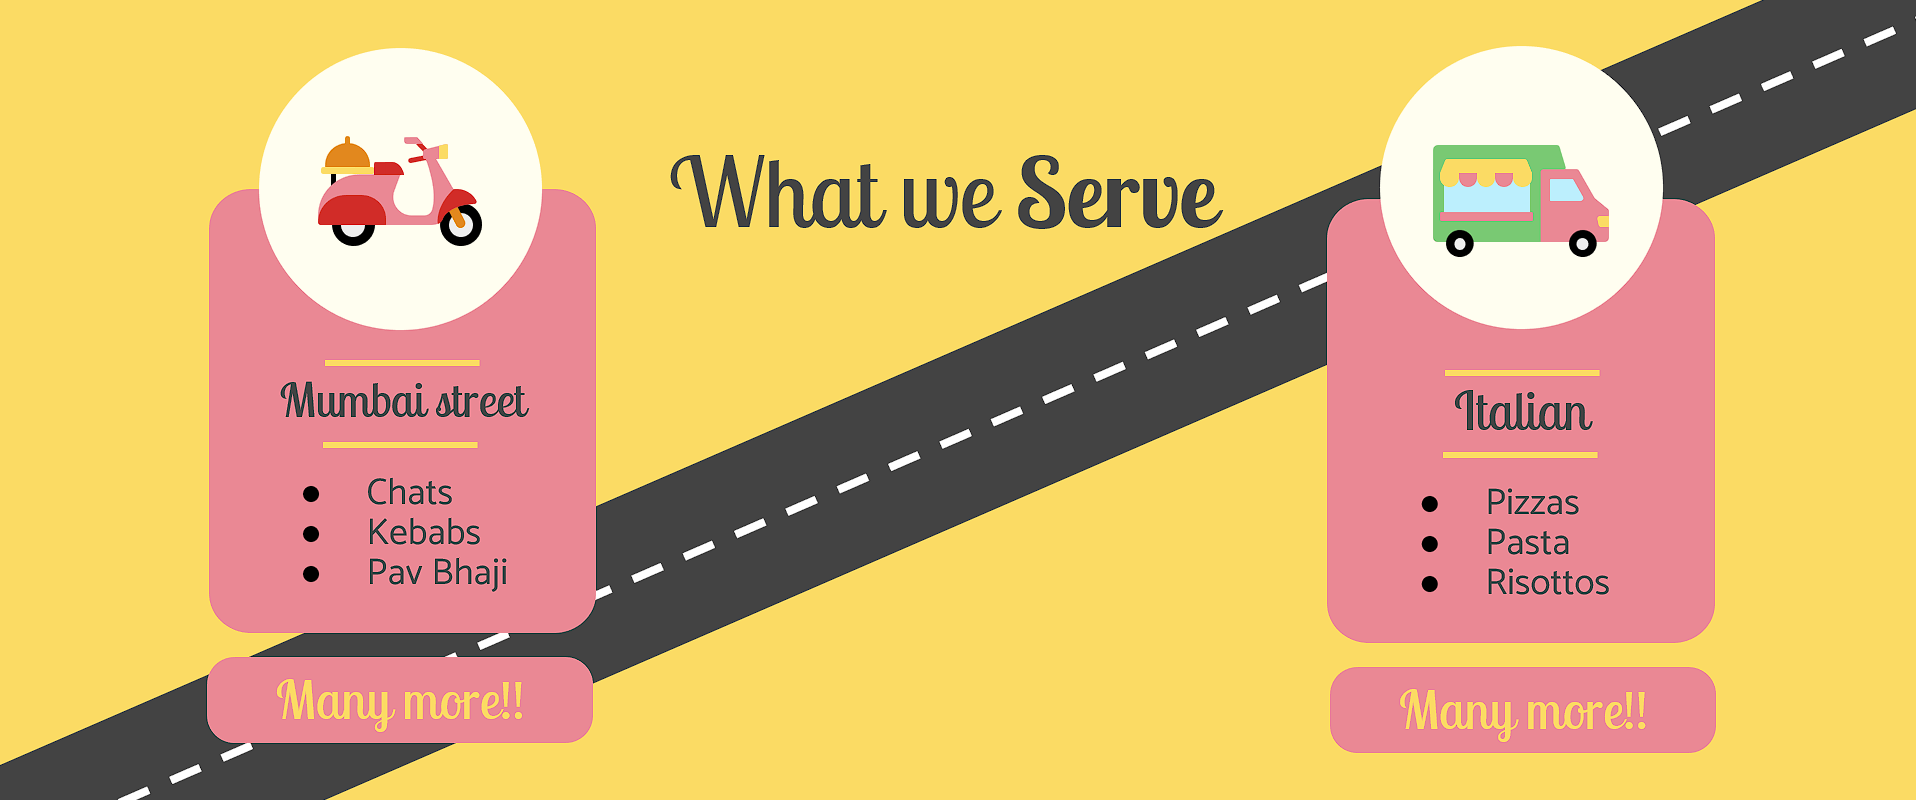 What we Serve
Mumbai street
Chats
Kebabs
Pav Bhaji
Many more!!
Italian
Pizzas
Pasta
Risottos
Many more!!